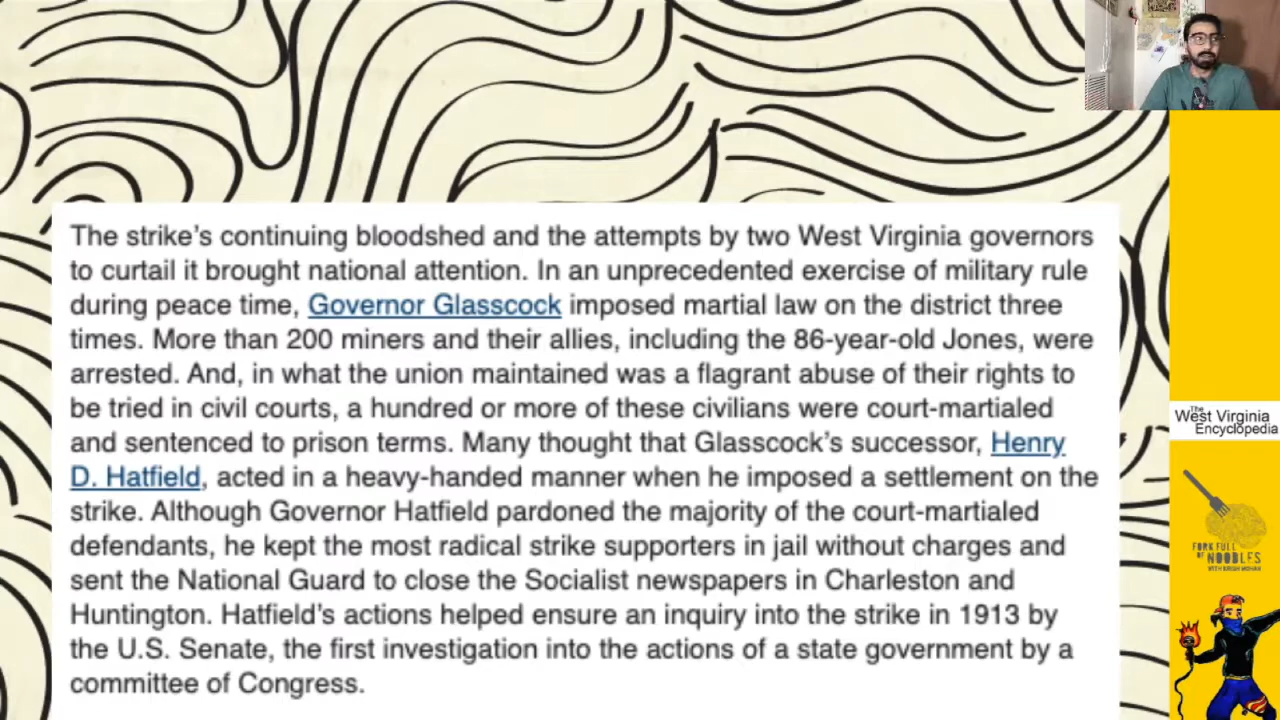 The strike's continuing bloodshed and the attempts by two West Virginia governors
to curtail it brought national attention. In an unprecedented exercise of military rule
during peace time, Governor Glasscock imposed martial law on the district three
times. More than 200 miners and their allies, including the 86-year-old Jones, were
arrested. And, in what the union maintained was a flagrant abuse of their rights to
be tried in civil courts, a hundred or more of these civilians were court-martialed
and sentenced to prison terms. Many thought that Glasscock's successor, Henry
D. Hatfield, acted in a heavy-handed manner when he imposed a settlement on the
strike. Although Governor Hatfield pardoned the majority of the court-martialed
defendants, he kept the most radical strike supporters in jail without charges and
sent the National Guard to close the Socialist newspapers in Charleston and
Huntington. Hatfield's actions helped ensure an inquiry into the strike in 1913 by
the U.S. Senate, the first investigation into the actions of a state government by a
committee of Congress.
The
West Virginia
Encyclopedia
FORK FULL
OF NOODLES
WITH KRISH MOHAN